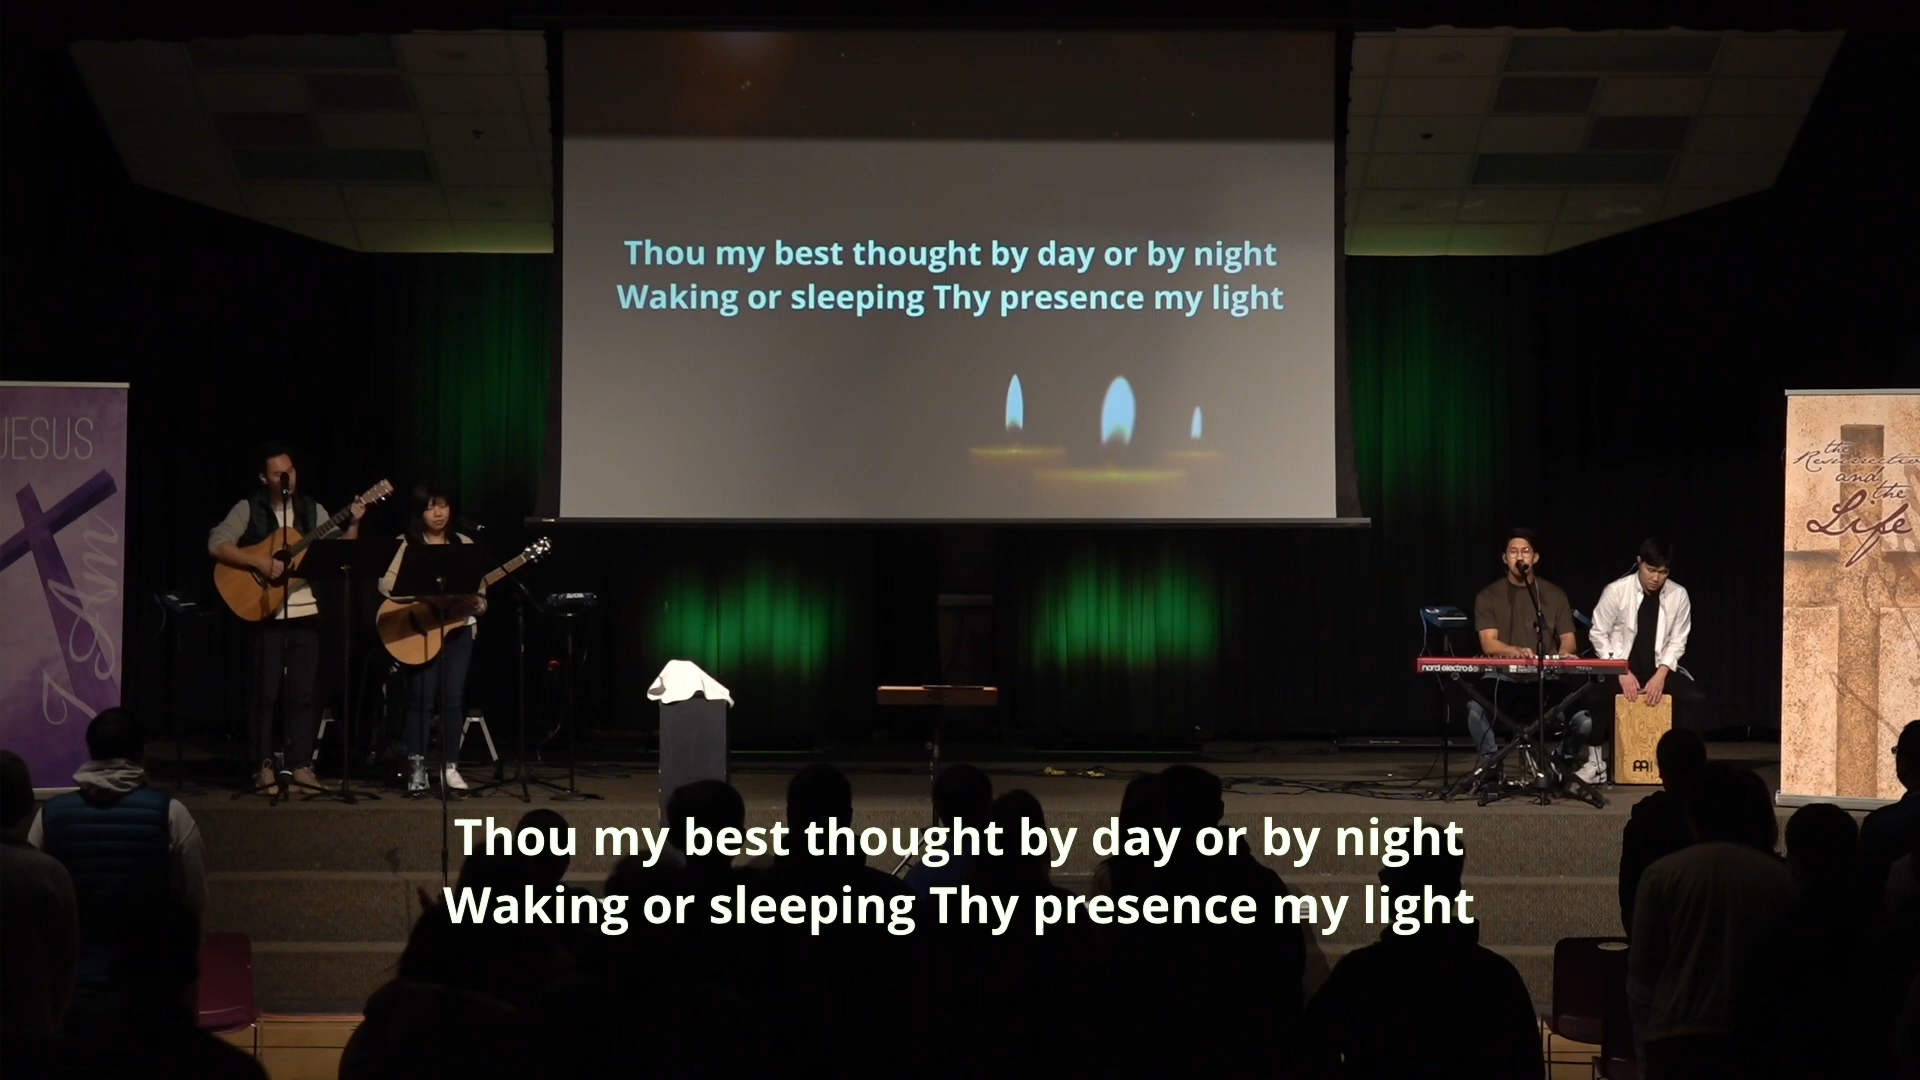 Thou my best thought by day or by night
Waking or sleeping Thy presence my light
JESUS
I Am
the
Resurrection
and the
Life
nord electro 6D
Thou my best thought by day or by night
Waking or sleeping Thy presence my light